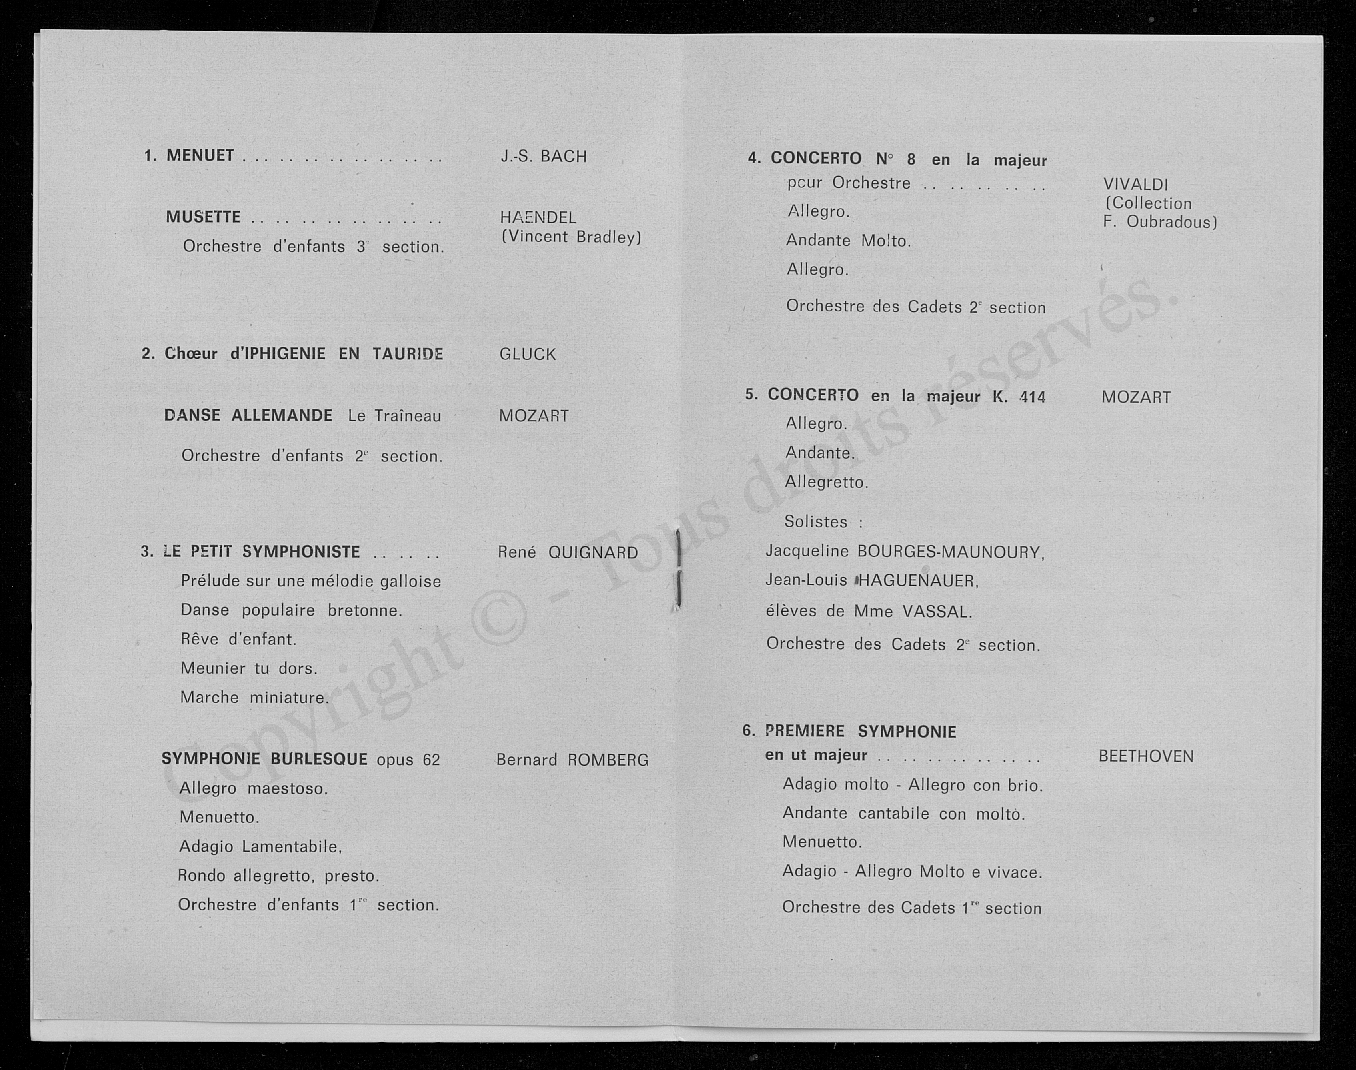 1. MENUET . . . . . . . . . . . . . . . . J.-S. BACH
MUSETTE . . . . . . . . . . . . . . . HAENDEL
(Vincent Bradley)
Orchestre d'enfants 3 section.
2. Chœur d'IPHIGENIE EN TAURIDE GLUCK
DANSE ALLEMANDE Le Traîneau MOZART
Orchestre d'enfants 2e section.
3. LE PETIT SYMPHONISTE . . . . . . René QUIGNARD
Prélude sur une mélodie galloise
Danse populaire bretonne.
Rêve d'enfant.
Meunier tu dors.
Marche miniature.
SYMPHONIE BURLESQUE opus 62 Bernard ROMBERG
Allegro maestoso.
Menuetto.
Adagio Lamentabile,
Rondo allegretto, presto.
Orchestre d'enfants 1re section.
4. CONCERTO N° 8 en la majeur
pour Orchestre . . . . . . . . . VIVALDI
(Collection
F. Oubradous)
Allegro.
Andante Molto.
Allegro.
Orchestre des Cadets 2e section
5. CONCERTO en la majeur K. 414 MOZART
Allegro.
Andante.
Allegretto.
Solistes :
Jacqueline BOURGES-MAUNOURY,
Jean-Louis HAGUENAUER,
élèves de Mme VASSAL.
Orchestre des Cadets 2e section.
6. PREMIERE SYMPHONIE
en ut majeur . . . . . . . . . . . . BEETHOVEN
Adagio molto - Allegro con brio.
Andante cantabile con molto.
Menuetto.
Adagio - Allegro Molto e vivace.
Orchestre des Cadets 1re section
Copyright © - Tous droits réservés.